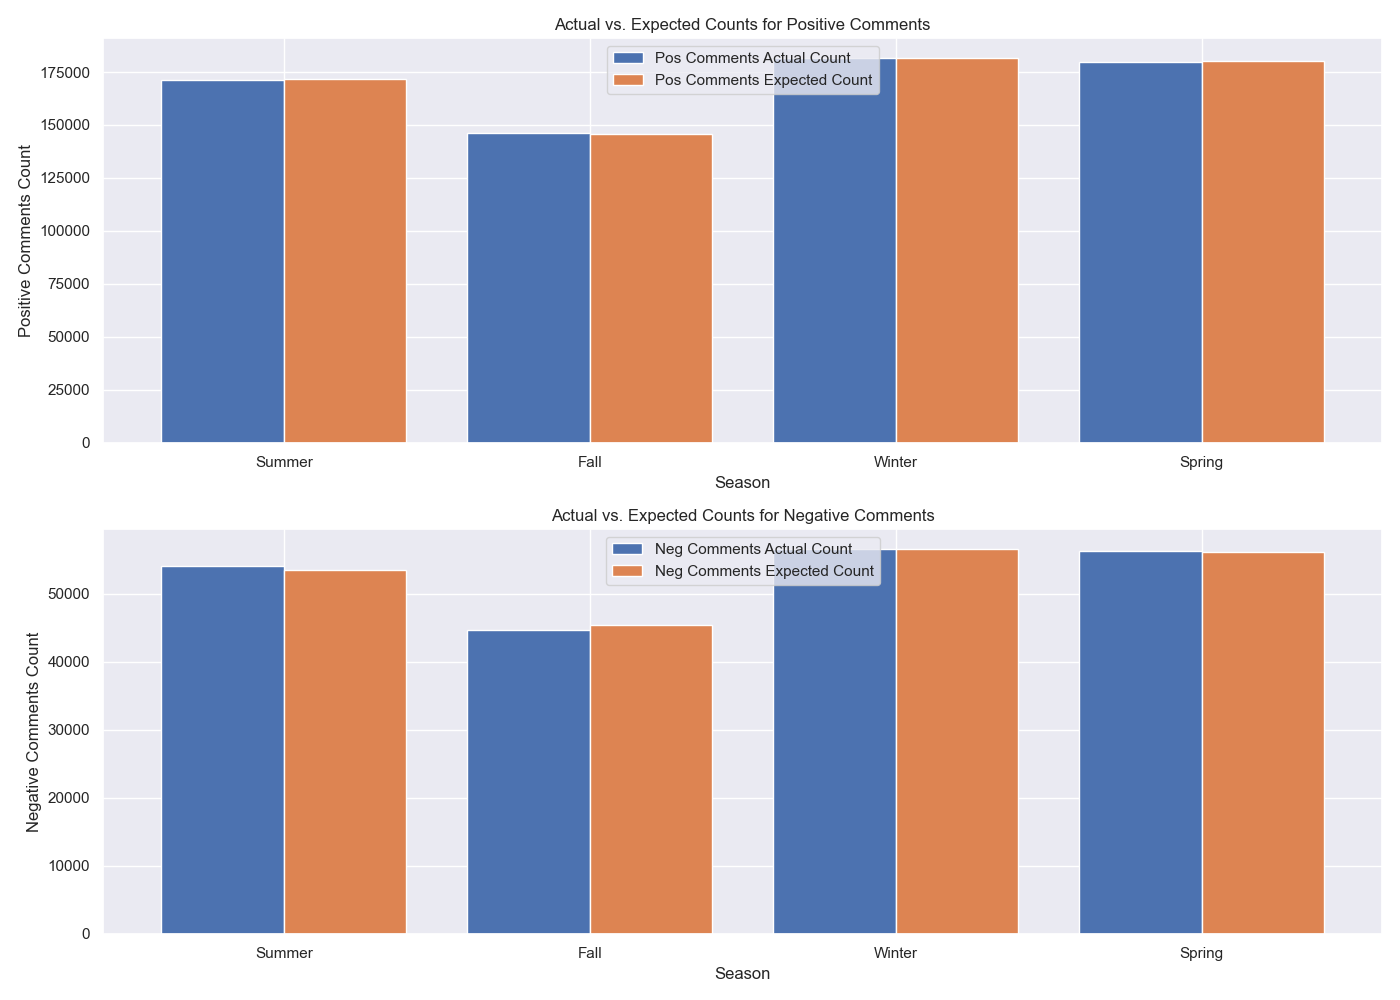 Actual vs. Expected Counts for Positive Comments
Pos Comments Actual Count
Pos Comments Expected Count
Positive Comments Count
175000
150000
125000
100000
75000
50000
25000
0
Summer Fall Winter Spring
Season
Actual vs. Expected Counts for Negative Comments
Neg Comments Actual Count
Neg Comments Expected Count
Negative Comments Count
50000
40000
30000
20000
10000
0
Summer Fall Winter Spring
Season